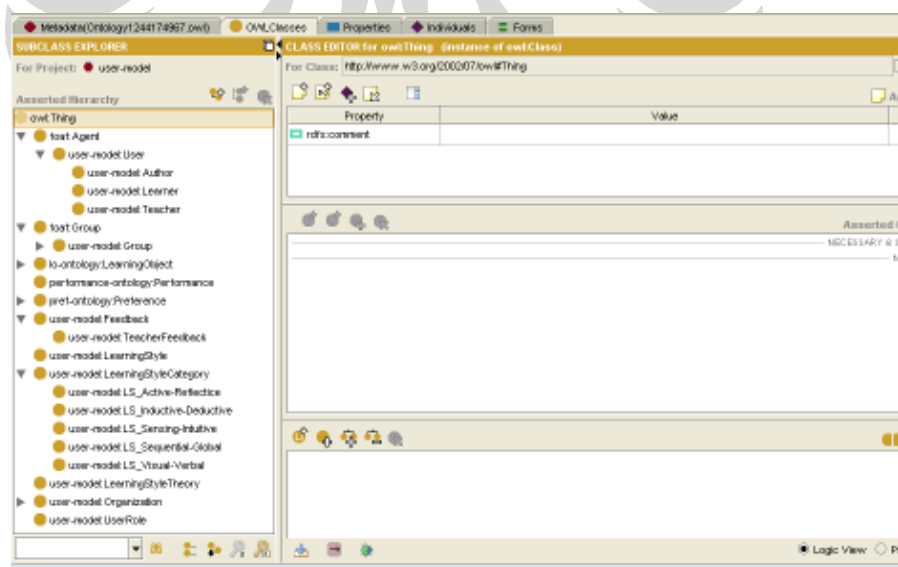 Metadata(Ontology1244174967.owl) OWLClasses Properties Individuals Forms
SUBCLASS EXPLORER
For Project: user-model
Asserted Hierarchy
owl:Thing
foaf:Agent
user-model:User
user-model:Author
user-model:Learner
user-model:Teacher
foaf:Group
user-model:Group
lo-ontology:LearningObject
performance-ontology:Performance
pref-ontology:Preference
user-model:Feedback
user-model:TeacherFeedback
user-model:LearningStyle
user-model:LearningStyleCategory
user-model:LS_Active-Reflective
user-model:LS_Inductive-Deductive
user-model:LS_Sensing-Intuitive
user-model:LS_Sequential-Global
user-model:LS_Visual-Verbal
user-model:LearningStyleTheory
user-model:Organization
user-model:UserRole
CLASS EDITOR for owl:Thing (instance of owl:Class)
For Class: http://www.w3.org/2002/07/owl#Thing
Property Value
rdfs:comment
Asserted
NECESSARY &
Logic View